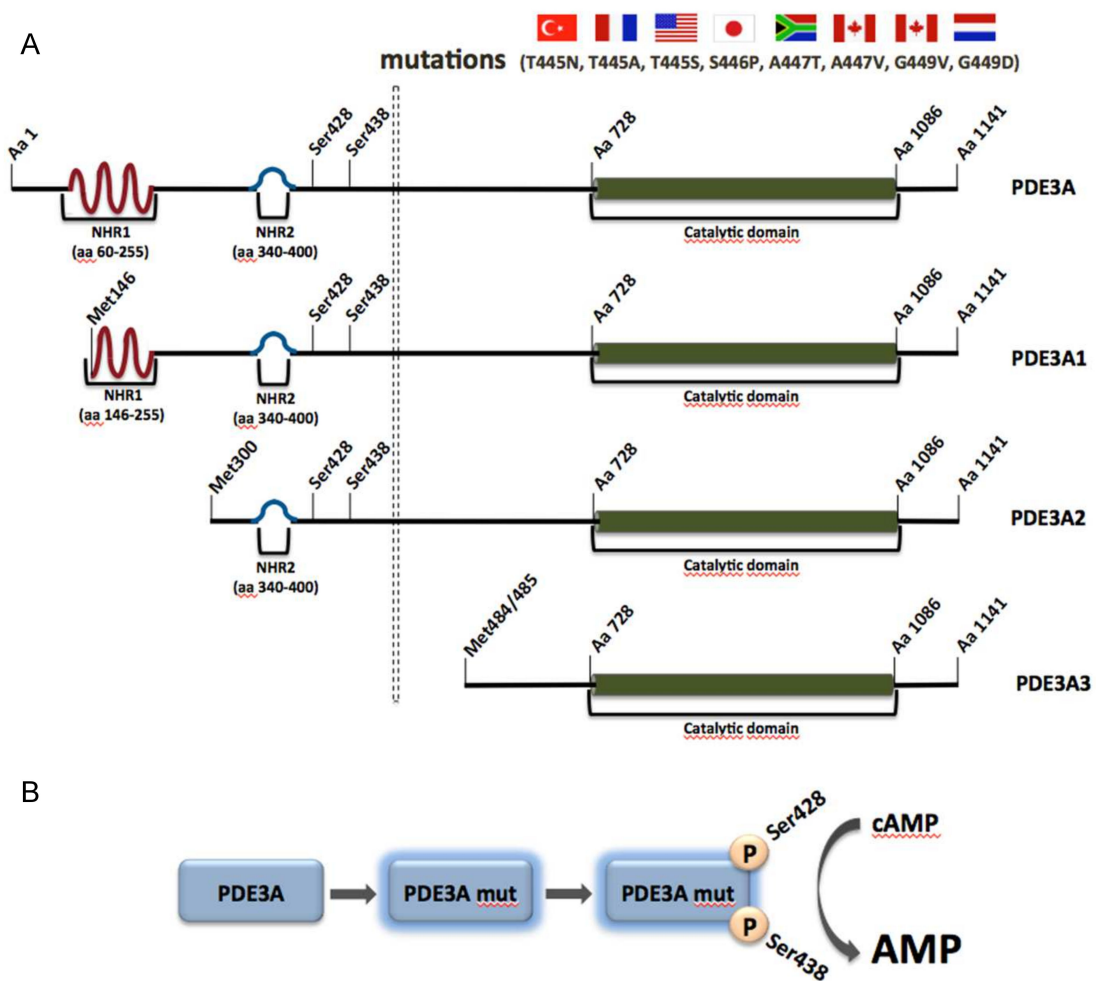 A
mutations (T445N, T445A, T445S, S446P, A447T, A447V, G449V, G449D)
Aa 1
Ser428
Ser438
Aa 728
Aa 1086
Aa 1141
PDE3A
NHR1
(aa 60-255)
NHR2
(aa 340-400)
Catalytic domain
Met146
Ser428
Ser438
Aa 728
Aa 1086
Aa 1141
PDE3A1
NHR1
(aa 146-255)
NHR2
(aa 340-400)
Catalytic domain
Met300
Ser428
Ser438
Aa 728
Aa 1086
Aa 1141
PDE3A2
NHR2
(aa 340-400)
Catalytic domain
Met484/485
Aa 728
Aa 1086
Aa 1141
PDE3A3
Catalytic domain
B
PDE3A
PDE3A mut
PDE3A mut
P
Ser428
P
Ser438
cAMP
AMP